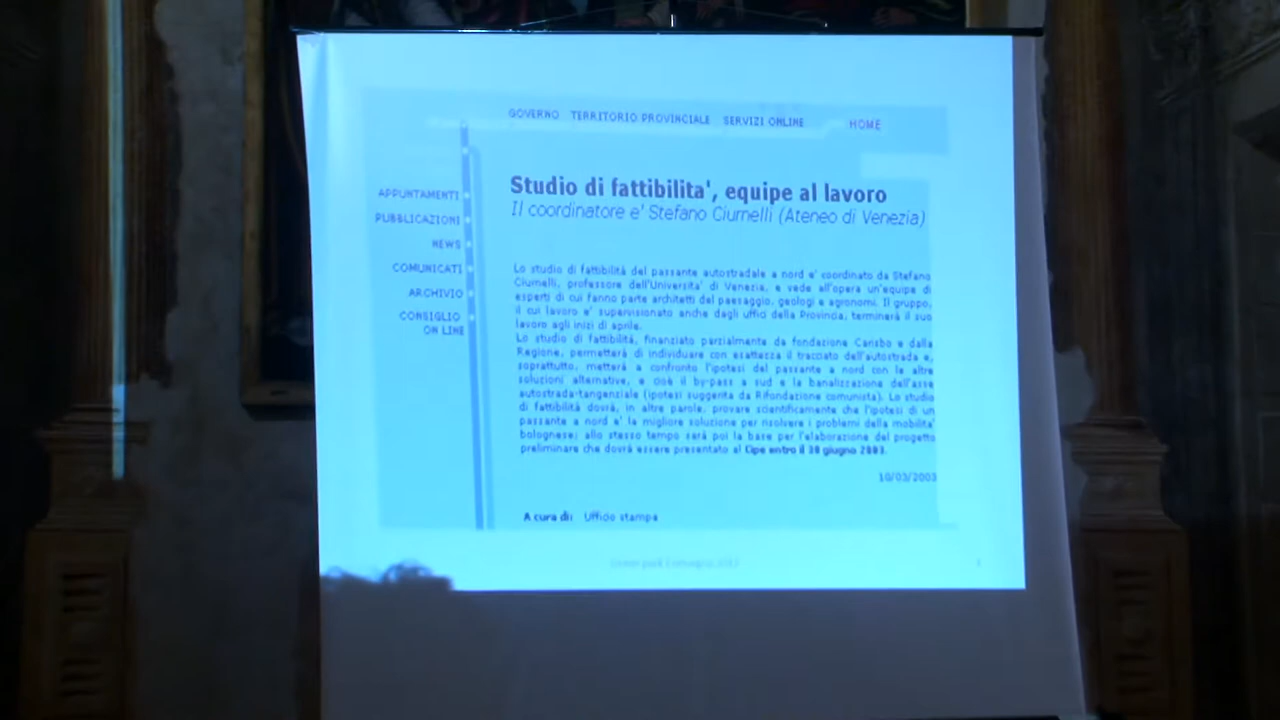 GOVERNO TERRITORIO PROVINCIALE SERVIZI ONLINE HOME
APPUNTAMENTI
PUBBLICAZIONI
NEWS
COMUNICATI
ARCHIVIO
CONSIGLIO
ON LINE
Studio di fattibilita', equipe al lavoro
Il coordinatore e' Stefano Ciurnelli (Ateneo di Venezia)
Lo studio di fattibilità del passante autostradale a nord e' coordinato da Stefano
Ciurnelli, professore dell'Universita' di Venezia, e vede all'opera un'equipe di
esperti di cui fanno parte architetti del paesaggio, geologi e agronomi. Il gruppo,
il cui lavoro e' supervisionato anche dagli uffici della Provincia, terminerà il suo
lavoro agli inizi di aprile.
Lo studio di fattibilità, finanziato parzialmente da fondazione Carisbo e dalla
Regione, permetterà di individuare con esattezza il tracciato dell'autostrada e,
soprattutto, metterà a confronto l'ipotesi del passante a nord con le altre
soluzioni alternative, e cioè il by-pass a sud e la banalizzazione dell'asse
autostrada-tangenziale (ipotesi suggerita da Rifondazione comunista). Lo studio
di fattibilità dovrà, in altre parole, provare scientificamente che l'ipotesi di un
passante a nord e' la migliore soluzione per risolvere i problemi della mobilita'
bolognese; allo stesso tempo sarà poi la base per l'elaborazione del progetto
preliminare che dovrà essere presentato al Cipe entro il 30 giugno 2003.
10/03/2003
A cura di: Ufficio stampa